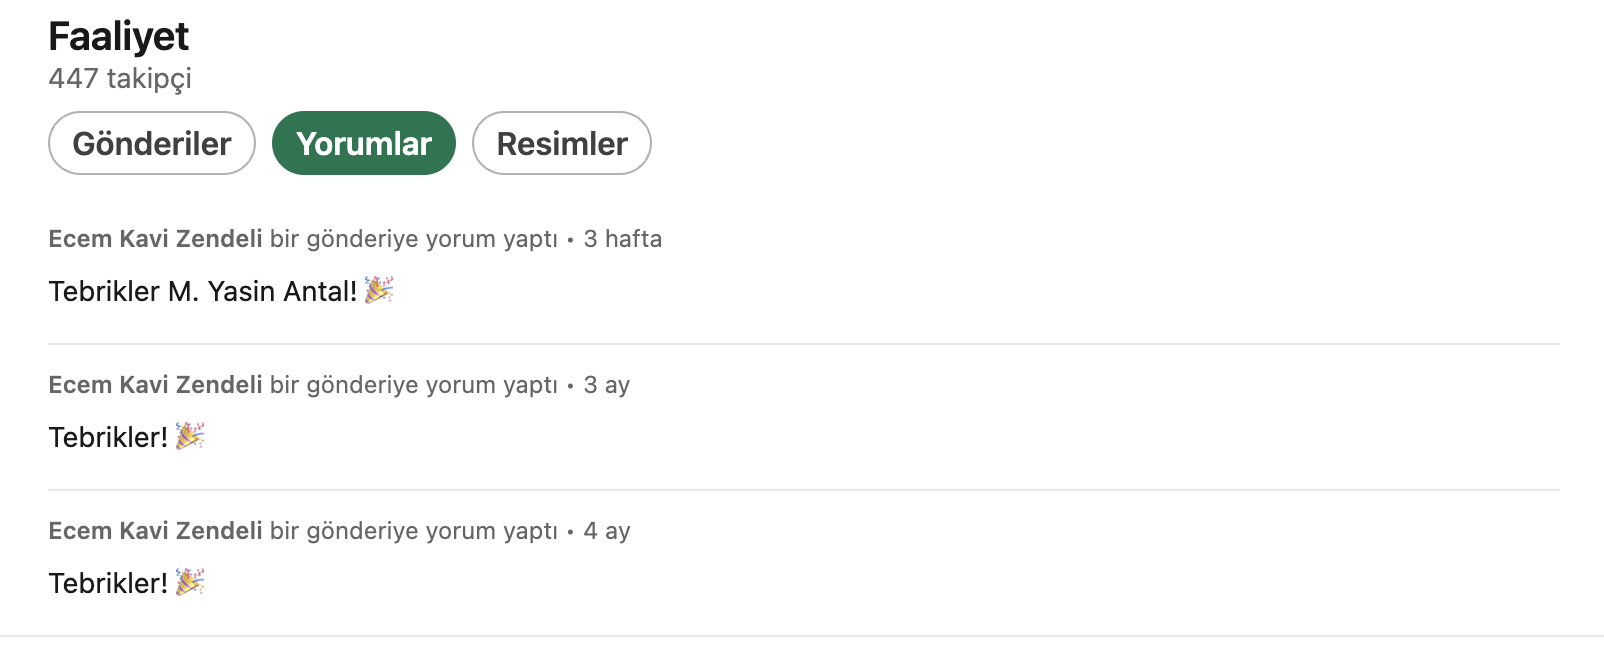 Faaliyet
447 takipçi
Gönderiler Yorumlar Resimler
Ecem Kavi Zendeli bir gönderiye yorum yaptı • 3 hafta
Tebrikler M. Yasin Antal! 🎉
Ecem Kavi Zendeli bir gönderiye yorum yaptı • 3 ay
Tebrikler! 🎉
Ecem Kavi Zendeli bir gönderiye yorum yaptı • 4 ay
Tebrikler! 🎉